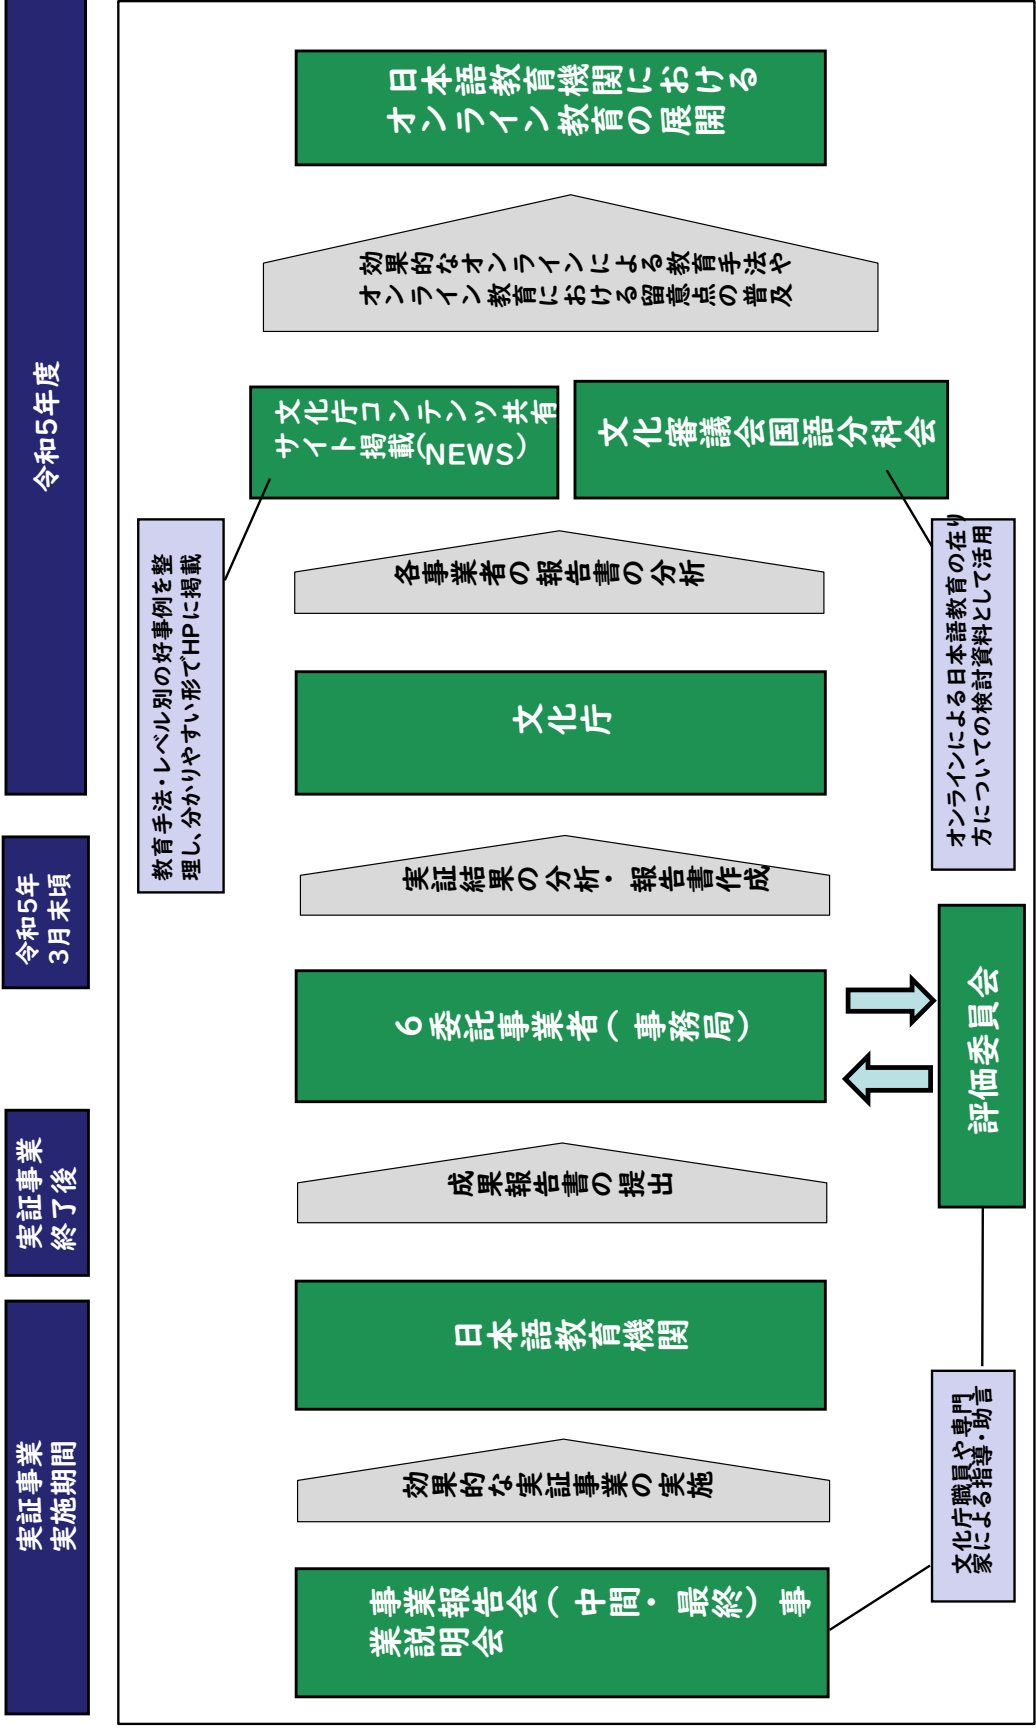 実証事業
実施期間
実証事業
終了後
令和5年
3月末頃
令和5年度
事業報告会(中間・最終)事
業説明会
効果的な実証事業の実施
日本語教育機関
成果報告書の提出
6委託事業者(事務局)
実証結果の分析・報告書作成
文化庁
各事業者の報告書の分析
文化庁コンテンツ共有
サイト掲載(NEWS)
文化審議会国語分科会
効果的なオンラインによる教育手法や
オンライン教育における留意点の普及
日本語教育機関における
オンライン教育の展開
教育手法・レベル別の好事例を整
理し、分かりやすい形でHPに掲載
文化庁職員や専門
家による指導・助言
評価委員会
オンラインによる日本語教育の在り
方についての検討資料として活用